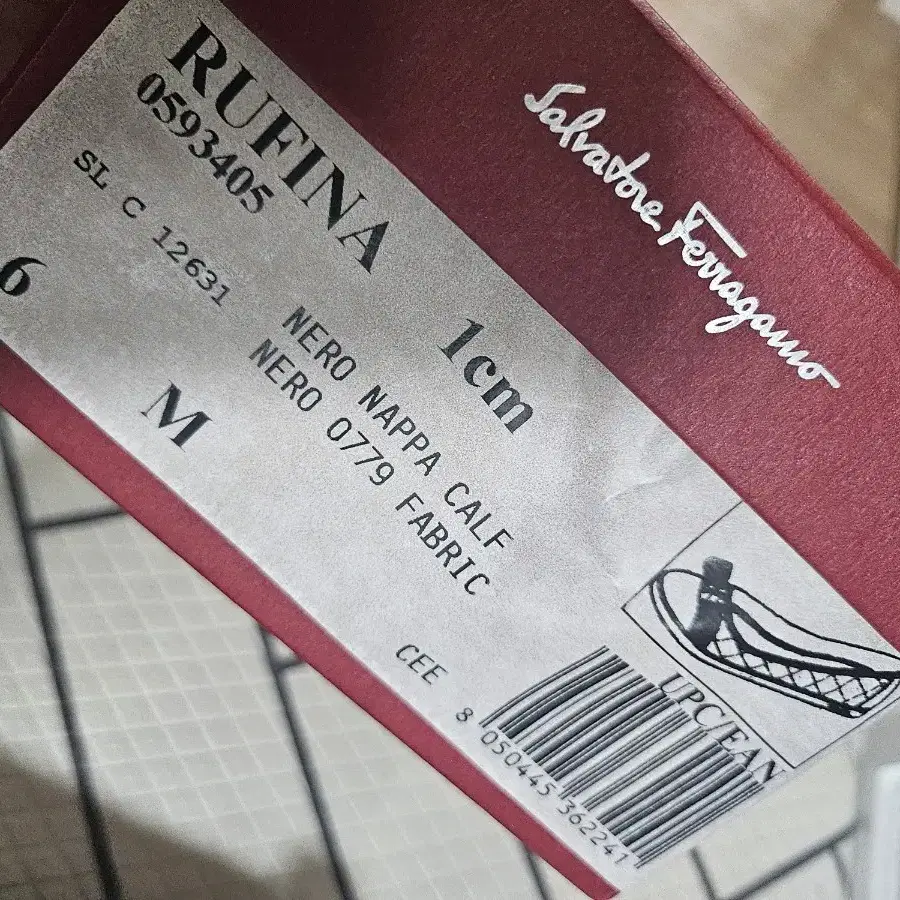 Salvatore Ferragamo
RUFINA
0593405
1cm
SL C 12631
NERO NAPPA CALF
NERO 0779 FABRIC
6
M
CEE
UPC/EAN
8 050445 362241